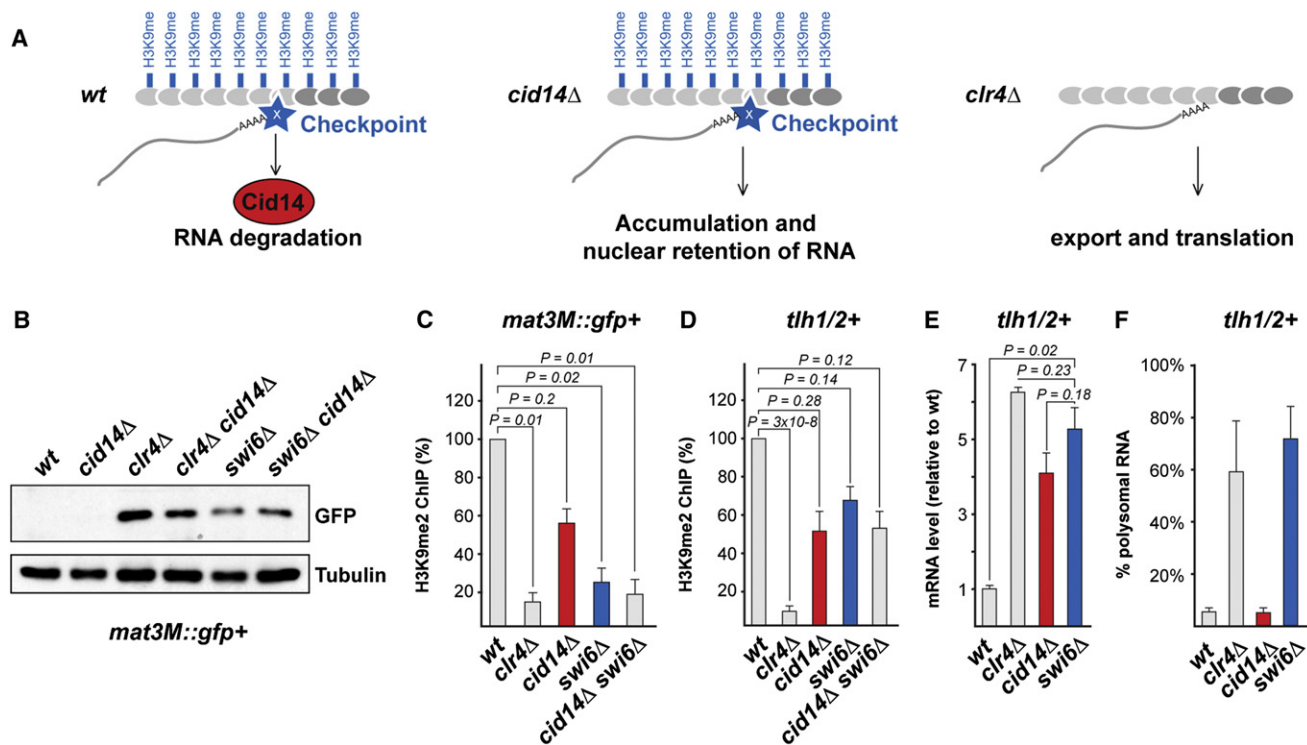 A
wt
H3K9me H3K9me H3K9me H3K9me H3K9me H3K9me H3K9me H3K9me H3K9me H3K9me
AAAA X Checkpoint
Cid14
RNA degradation
cid14Δ
H3K9me H3K9me H3K9me H3K9me H3K9me H3K9me H3K9me H3K9me H3K9me H3K9me
AAAA X Checkpoint
Accumulation and
nuclear retention of RNA
clr4Δ
AAAA
export and translation
B
wt cid14Δ clr4Δ clr4Δ cid14Δ swi6Δ swi6Δ cid14Δ
GFP
Tubulin
mat3M::gfp+
C
mat3M::gfp+
H3K9me2 ChIP (%)
120
100
80
60
40
20
P = 0.01
P = 0.02
P = 0.2
P = 0.01
wt clr4Δ cid14Δ swi6Δ cid14Δ swi6Δ
D
tlh1/2+
H3K9me2 ChIP (%)
120
100
80
60
40
20
P = 0.12
P = 0.14
P = 0.28
P = 3x10-8
wt clr4Δ cid14Δ swi6Δ cid14Δ swi6Δ
E
tlh1/2+
mRNA level (relative to wt)
7
6
5
4
3
2
1
P = 0.02
P = 0.23
P = 0.18
wt clr4Δ cid14Δ swi6Δ
F
tlh1/2+
% polysomal RNA
100%
80%
60%
40%
20%
wt clr4Δ cid14Δ swi6Δ